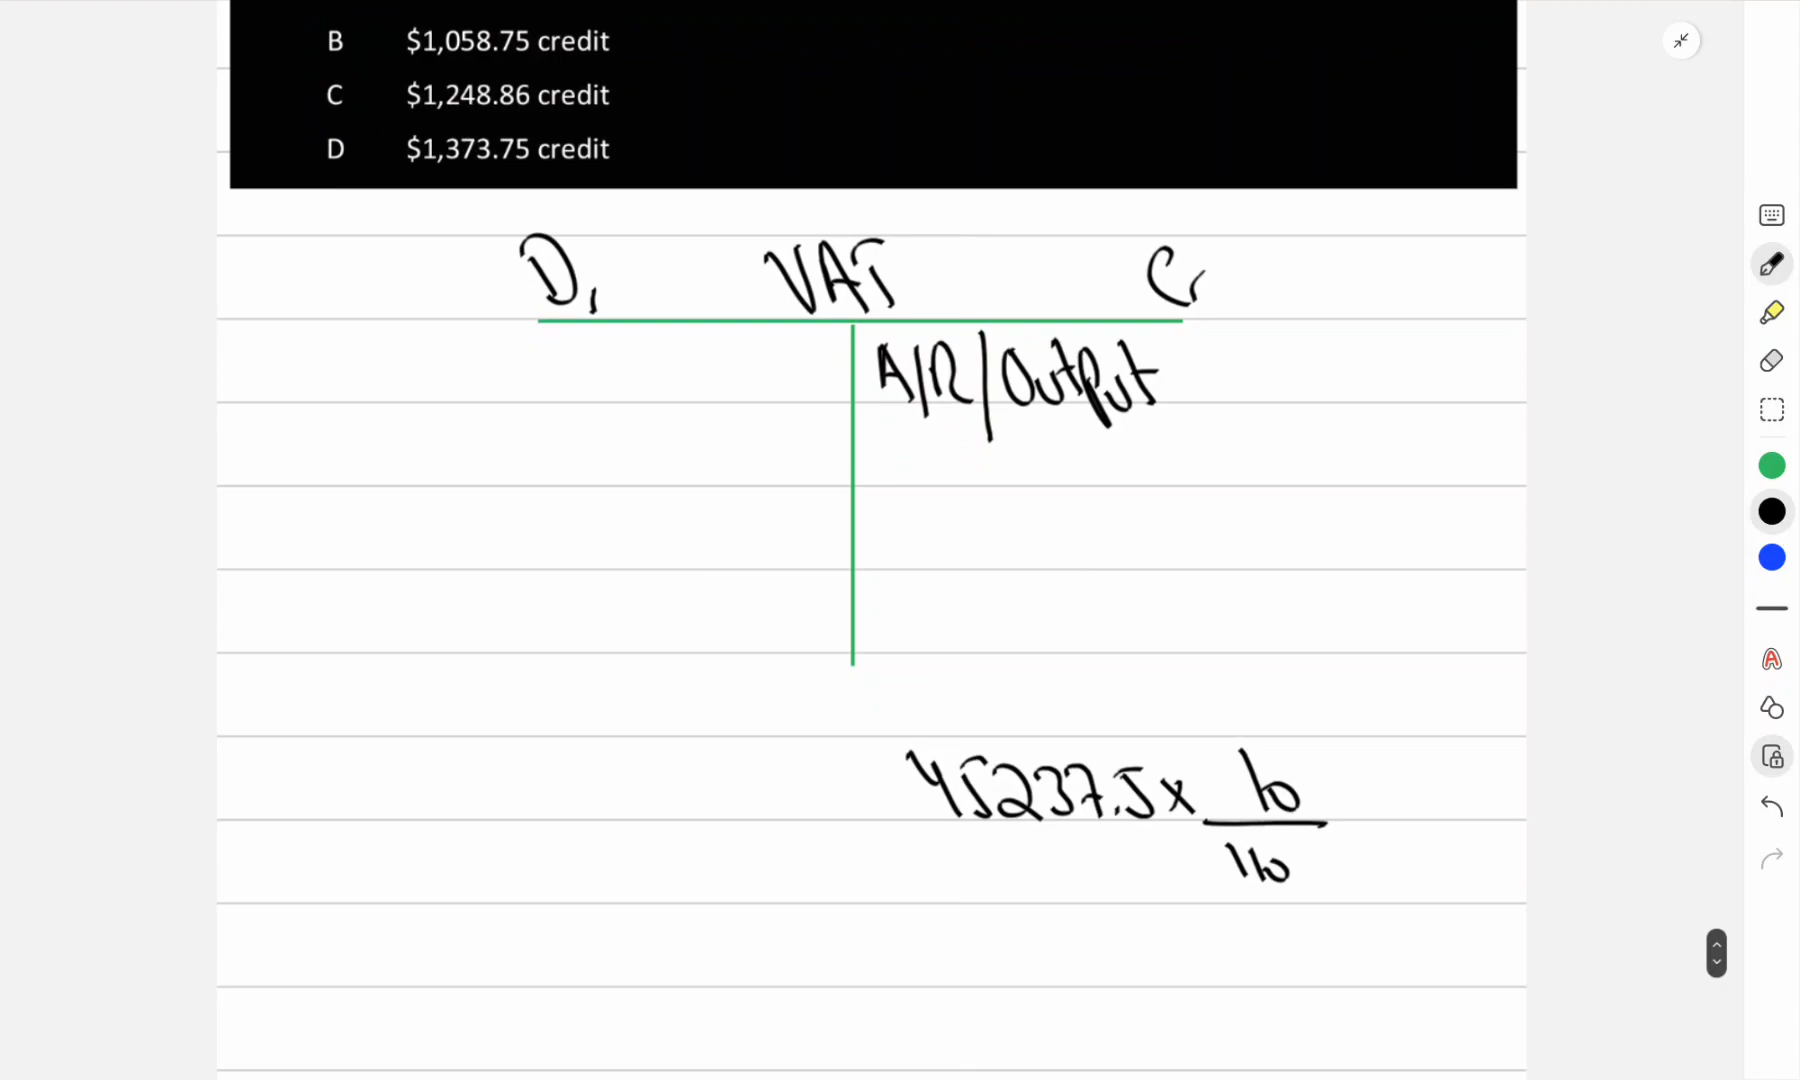 B $1,058.75 credit
C $1,248.86 credit
D $1,373.75 credit
Dr VAT Cr
A/R/Output
45237.5 x 10
110